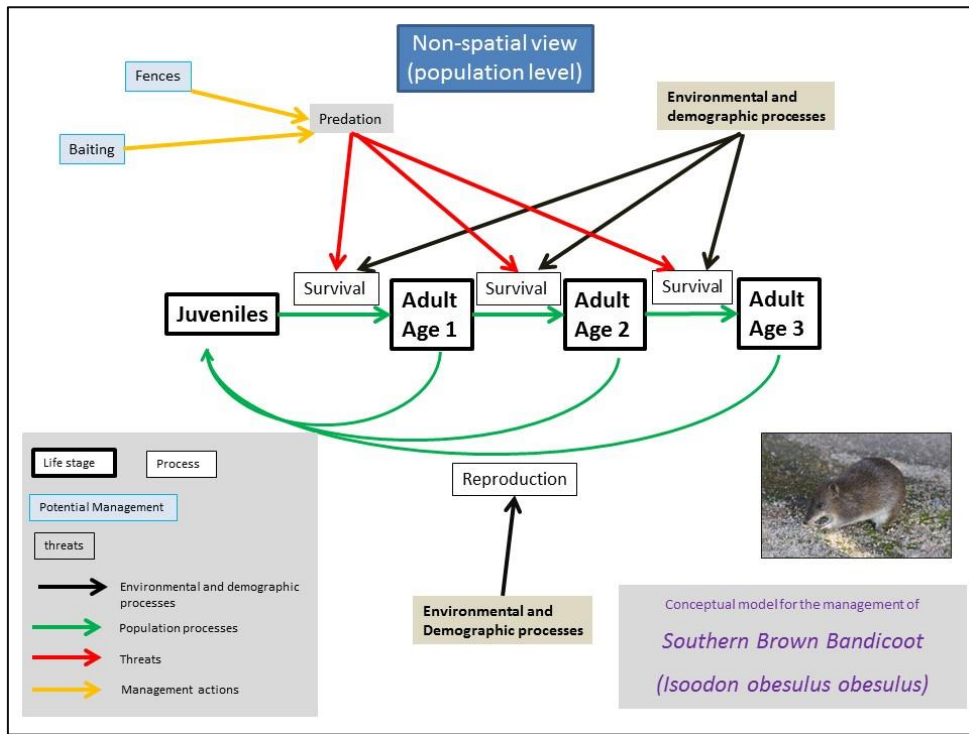 Non-spatial view
(population level)
Fences
Baiting
Predation
Environmental and
demographic processes
Survival
Survival
Survival
Juveniles
Adult
Age 1
Adult
Age 2
Adult
Age 3
Reproduction
Environmental and
Demographic processes
Life stage
Process
Potential Management
threats
Environmental and demographic
processes
Population processes
Threats
Management actions
Conceptual model for the management of
Southern Brown Bandicoot
(Isoodon obesulus obesulus)